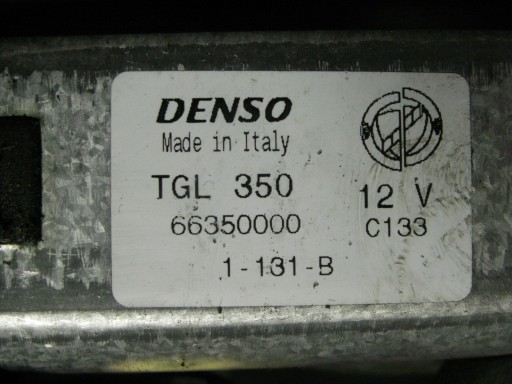 DENSO
Made in Italy
TGL 350
12 V
66350000
C133
1-131-B